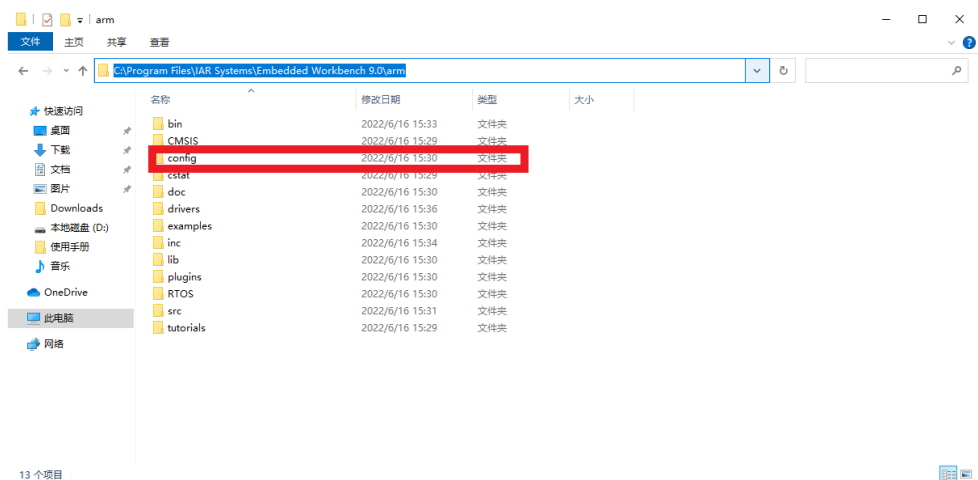 arm
文件 主页 共享 查看
C:\Program Files\IAR Systems\Embedded Workbench 9.0\arm
名称 修改日期 类型 大小
快速访问
桌面
下载
文档
图片
Downloads
本地磁盘 (D:)
使用手册
音乐
OneDrive
此电脑
网络
bin 2022/6/16 15:33 文件夹
CMSIS 2022/6/16 15:29 文件夹
config 2022/6/16 15:30 文件夹
cstat 2022/6/16 15:29 文件夹
doc 2022/6/16 15:30 文件夹
drivers 2022/6/16 15:36 文件夹
examples 2022/6/16 15:30 文件夹
inc 2022/6/16 15:34 文件夹
lib 2022/6/16 15:30 文件夹
plugins 2022/6/16 15:30 文件夹
RTOS 2022/6/16 15:30 文件夹
src 2022/6/16 15:31 文件夹
tutorials 2022/6/16 15:29 文件夹
13 个项目